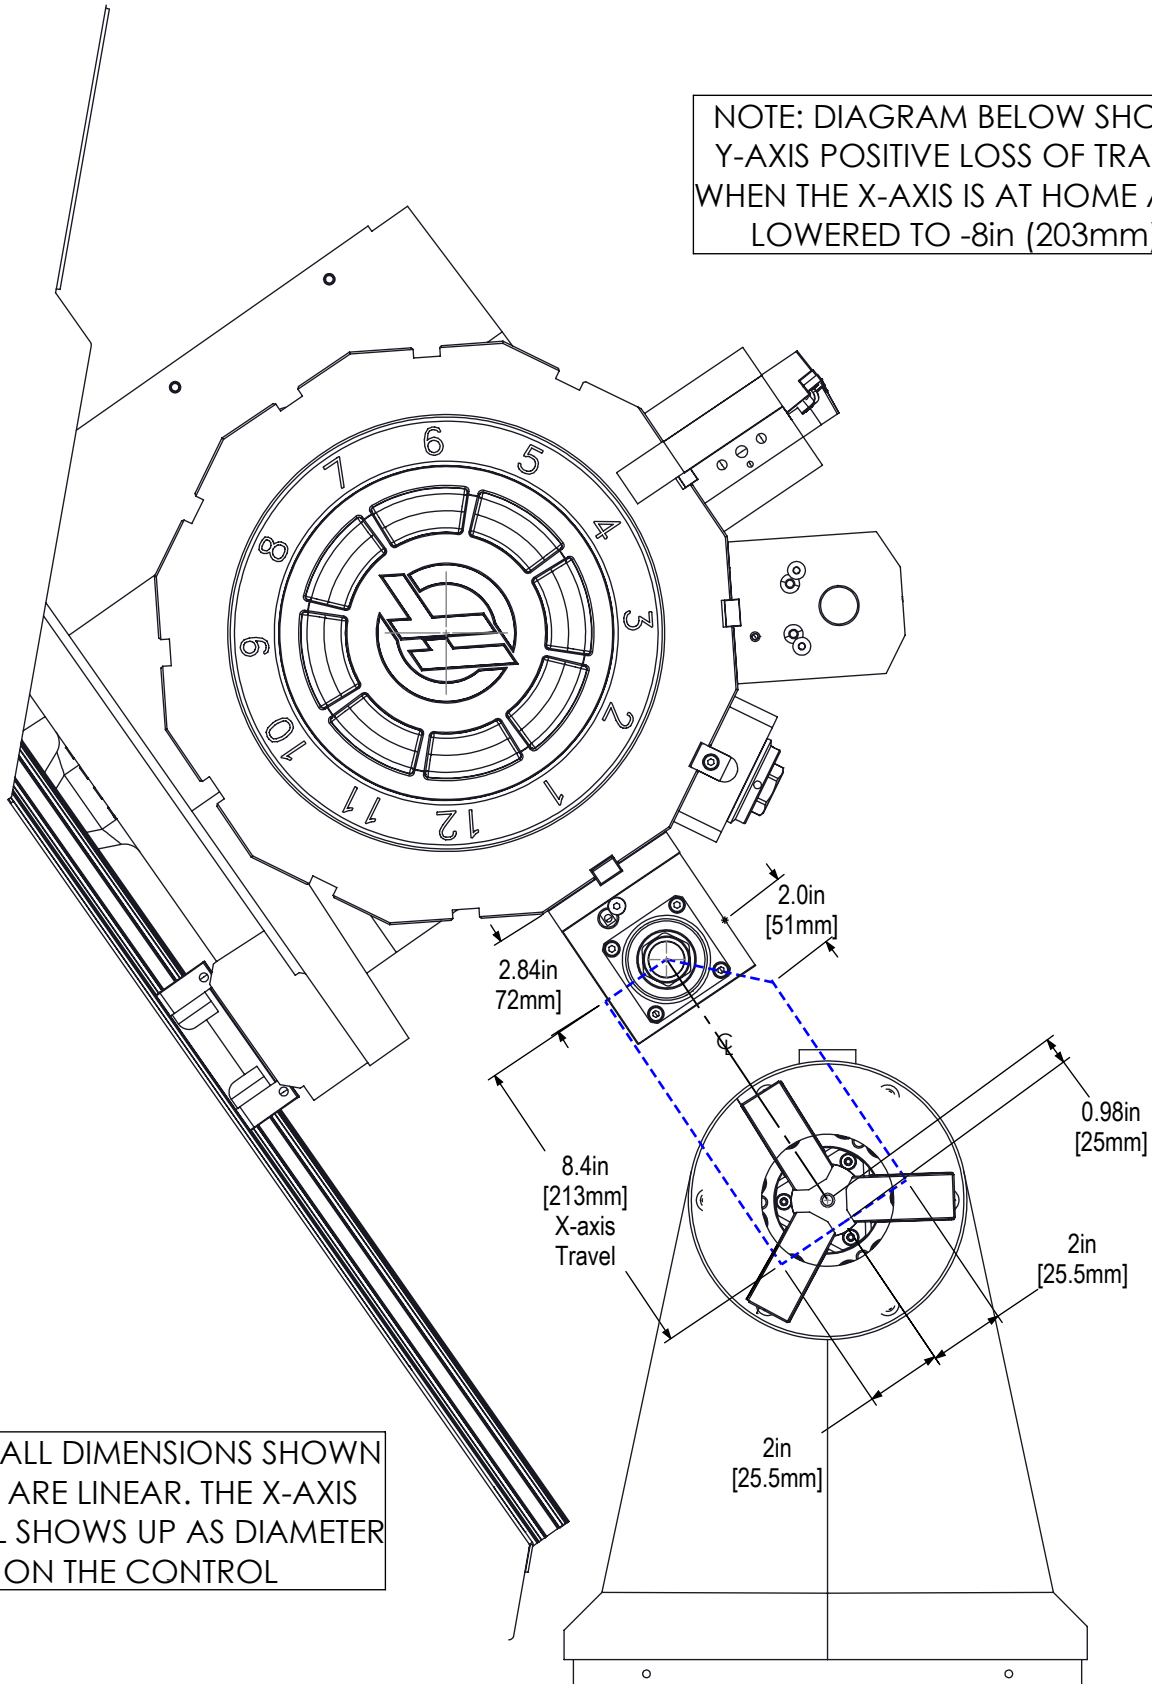 NOTE: DIAGRAM BELOW SHO
Y-AXIS POSITIVE LOSS OF TRA
WHEN THE X-AXIS IS AT HOME
LOWERED TO -8in (203mm)
6
5
7
4
8
3
9
2
10
1
11
12
2.0in
[51mm]
2.84in
72mm]
℄
0.98in
[25mm]
8.4in
[213mm]
X-axis
Travel
2in
[25.5mm]
2in
[25.5mm]
ALL DIMENSIONS SHOWN
ARE LINEAR. THE X-AXIS
L SHOWS UP AS DIAMETER
ON THE CONTROL